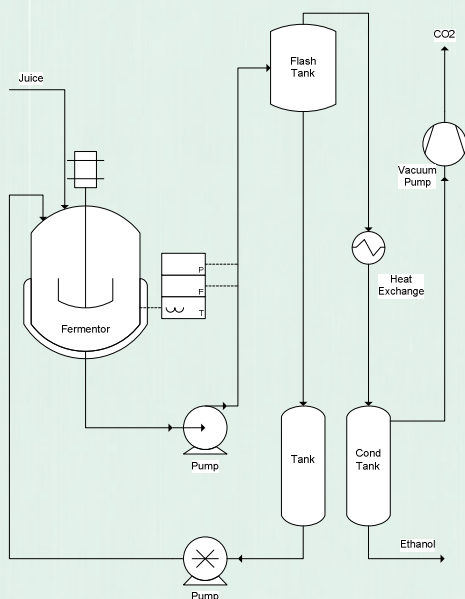 CO2
Flash
Tank
Juice
Vacuum
Pump
P
F
T
Heat
Exchange
Fermentor
Pump
Tank
Cond
Tank
Ethanol
Pump